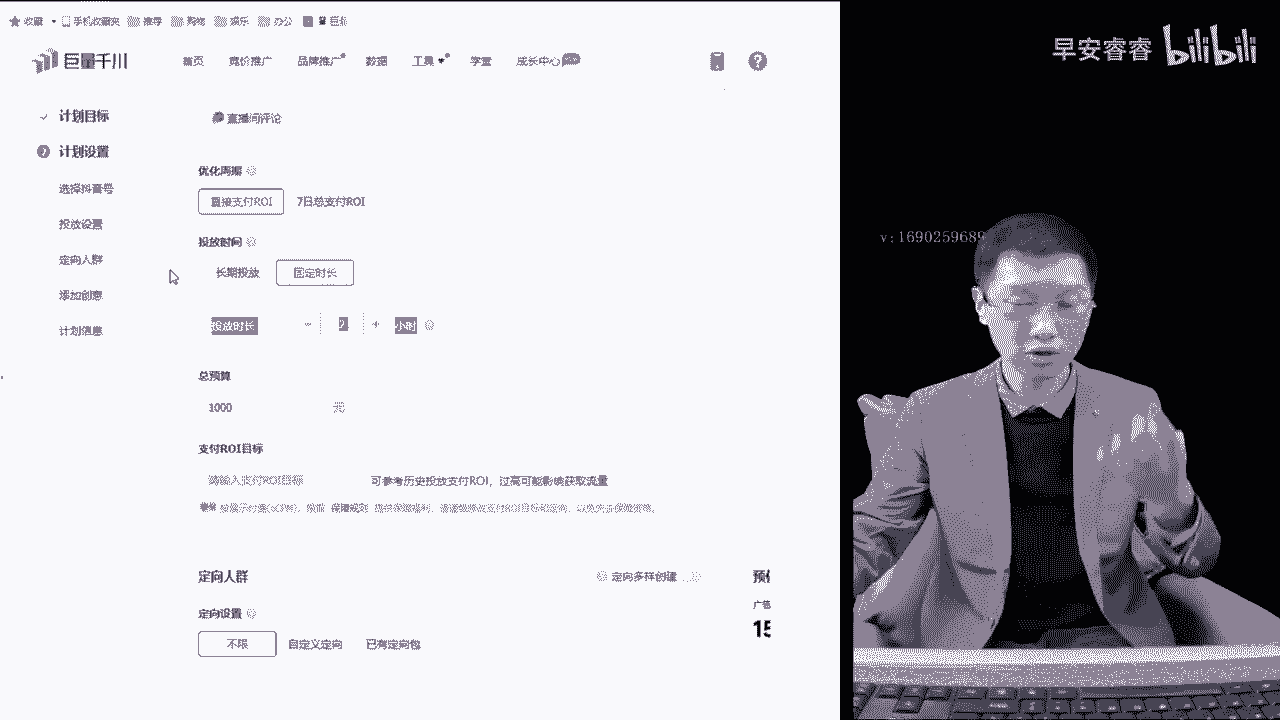 收藏 手机收藏夹 推荐 购物 娱乐 办公
巨量千川 首页 竞价推广 品牌推广 数据 工具 学堂 成长中心
早安睿睿 bilibili
计划目标
计划设置
选择抖音号
投放设置
定向人群
添加创意
计划信息
直播间评论
优化周期
直接支付ROI 7日总支付ROI
投放时间
长期投放 固定时长
投放时长 2 小时
总预算
1000 元
支付ROI目标
请输入支付ROI目标 可参考历史投放支付ROI，过高可能影响获取流量
定向人群 定向多样创建
定向设置
不限 自定义定向 已有定向包
广告
15
v:1690259689